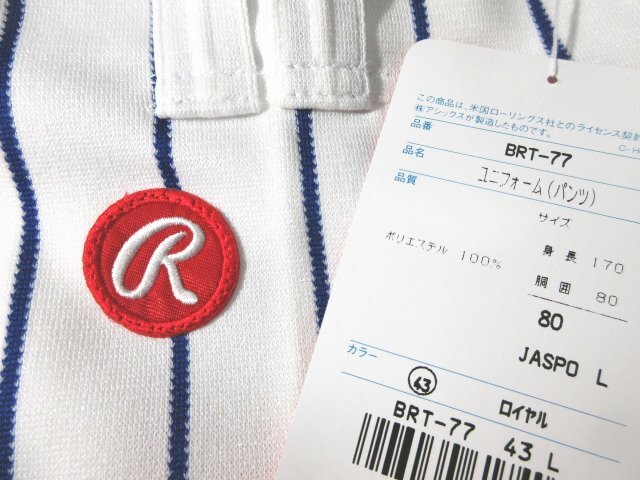 R
この商品は、米国ローリングス社とのライセンス契約
(株)アシックスが製造したものです。
品番
品名 BRT-77
品質 ユニフォーム(パンツ)
サイズ
ポリエステル 100% 身長 170
胴囲 80
80
JASPO L
カラー
43 ロイヤル
BRT-77 43 L